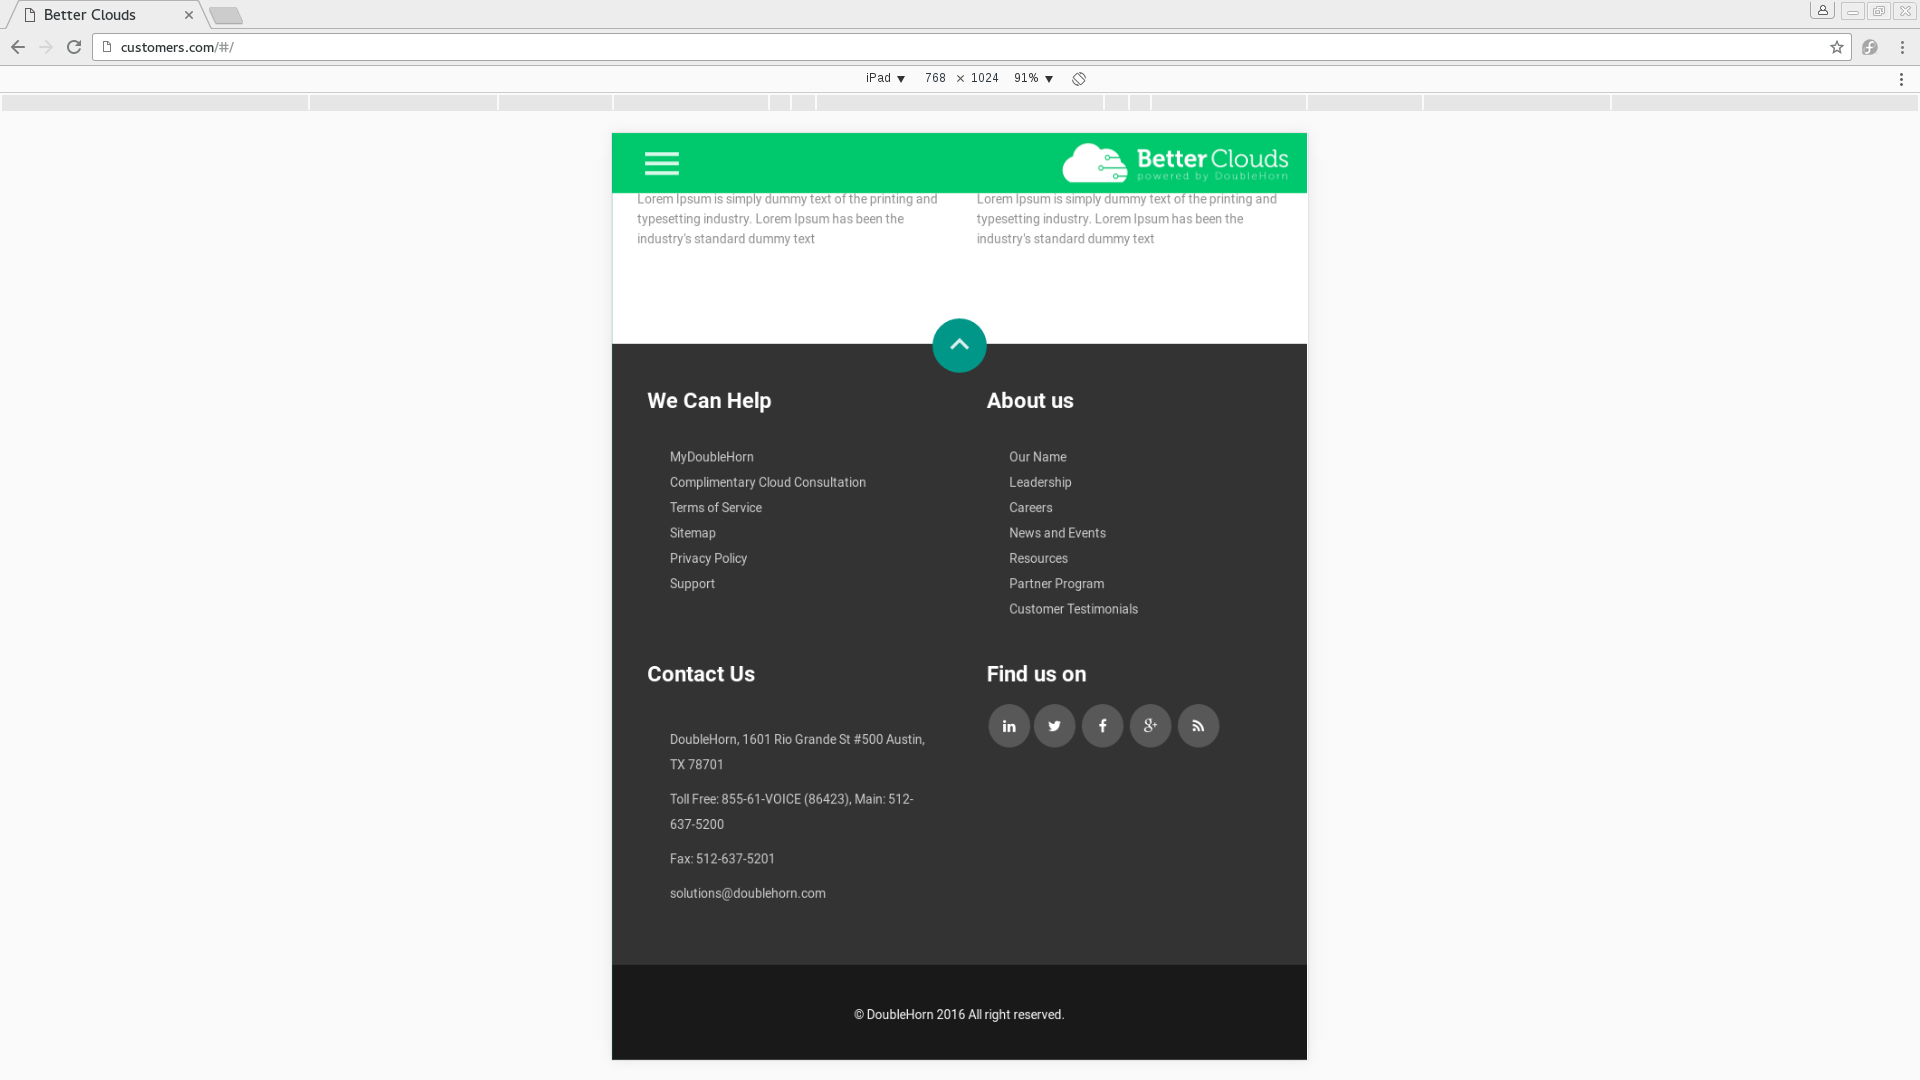 Better Clouds
customers.com/#/
iPad ▼ 768 × 1024 91% ▼
Better Clouds
powered by DoubleHorn
Lorem Ipsum is simply dummy text of the printing and
typesetting industry. Lorem Ipsum has been the
industry's standard dummy text
Lorem Ipsum is simply dummy text of the printing and
typesetting industry. Lorem Ipsum has been the
industry's standard dummy text
We Can Help
MyDoubleHorn
Complimentary Cloud Consultation
Terms of Service
Sitemap
Privacy Policy
Support
About us
Our Name
Leadership
Careers
News and Events
Resources
Partner Program
Customer Testimonials
Contact Us
DoubleHorn, 1601 Rio Grande St #500 Austin,
TX 78701
Toll Free: 855-61-VOICE (86423), Main: 512-
637-5200
Fax: 512-637-5201
solutions@doublehorn.com
Find us on
© DoubleHorn 2016 All right reserved.